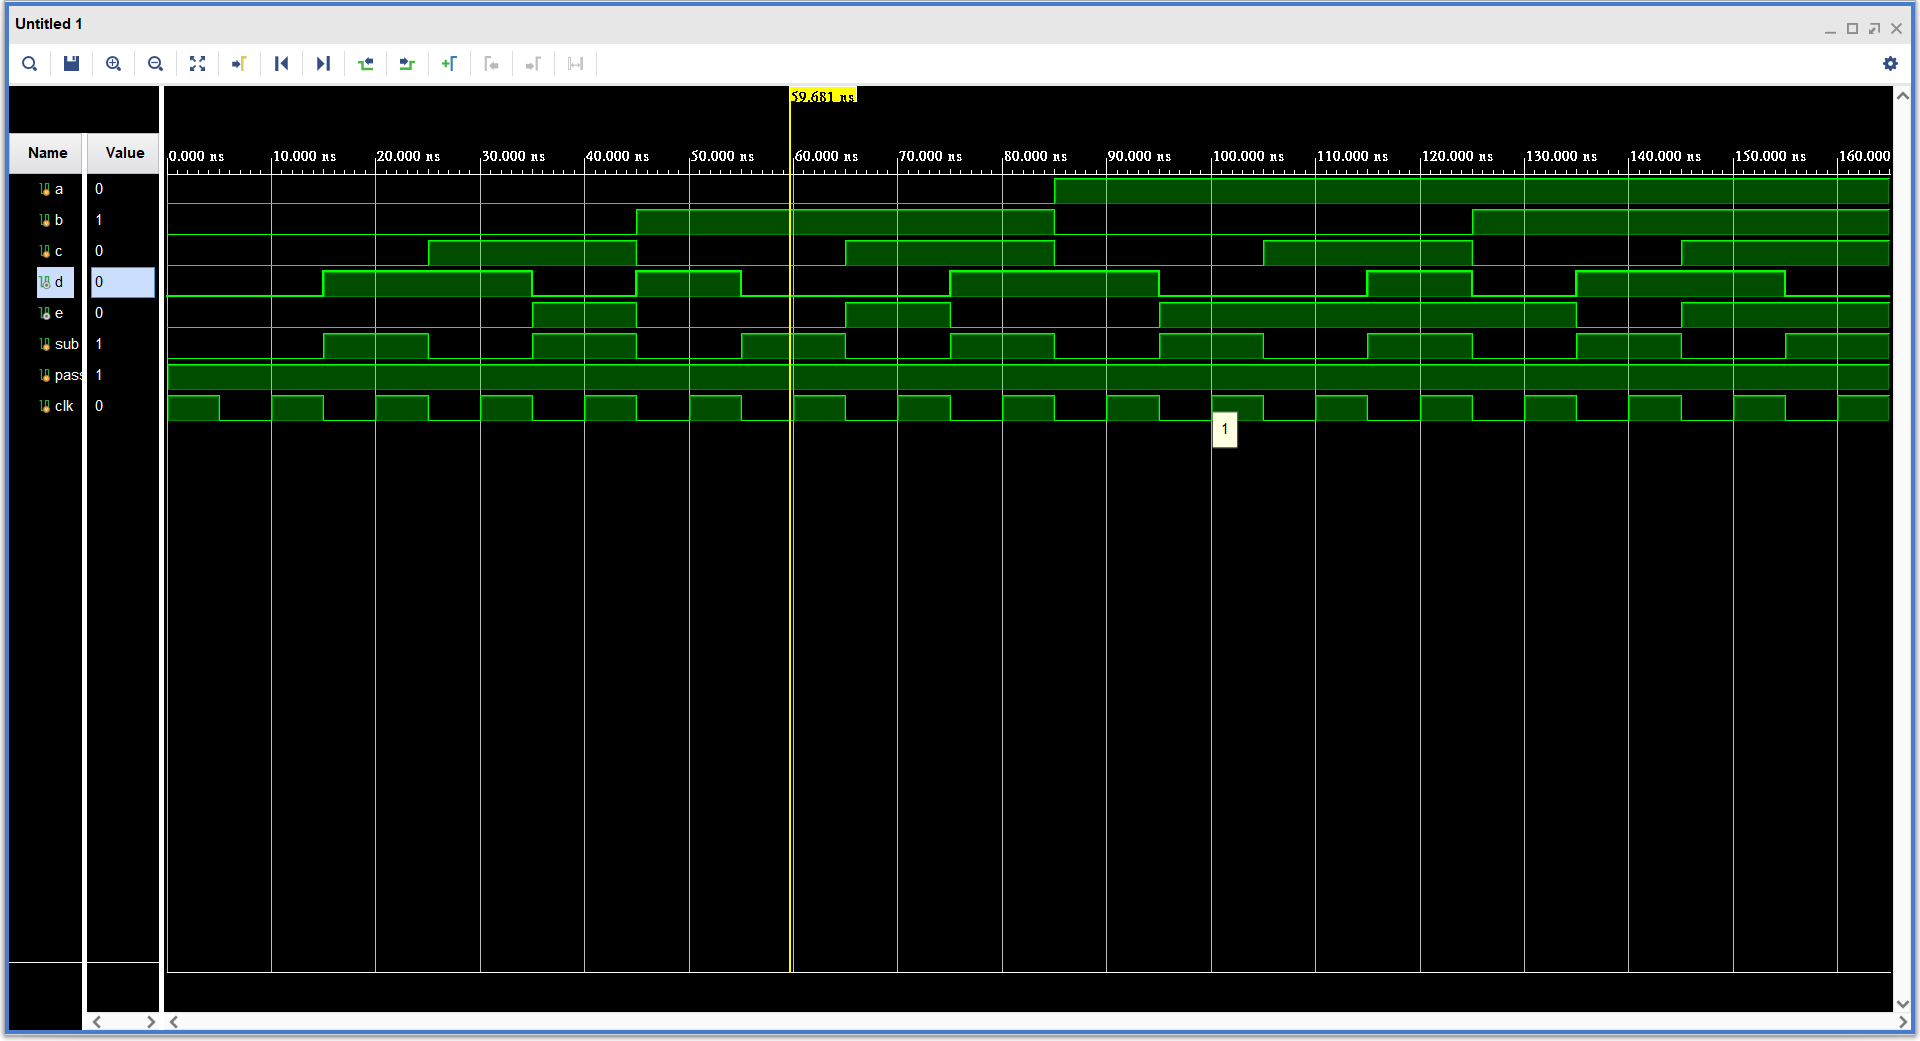 Untitled 1
59.681 ns
Name Value
0.000 ns 10.000 ns 20.000 ns 30.000 ns 40.000 ns 50.000 ns 60.000 ns 70.000 ns 80.000 ns 90.000 ns 100.000 ns 110.000 ns 120.000 ns 130.000 ns 140.000 ns 150.000 ns 160.000
a 0
b 1
c 0
d 0
e 0
sub 1
pass 1
clk 0
1